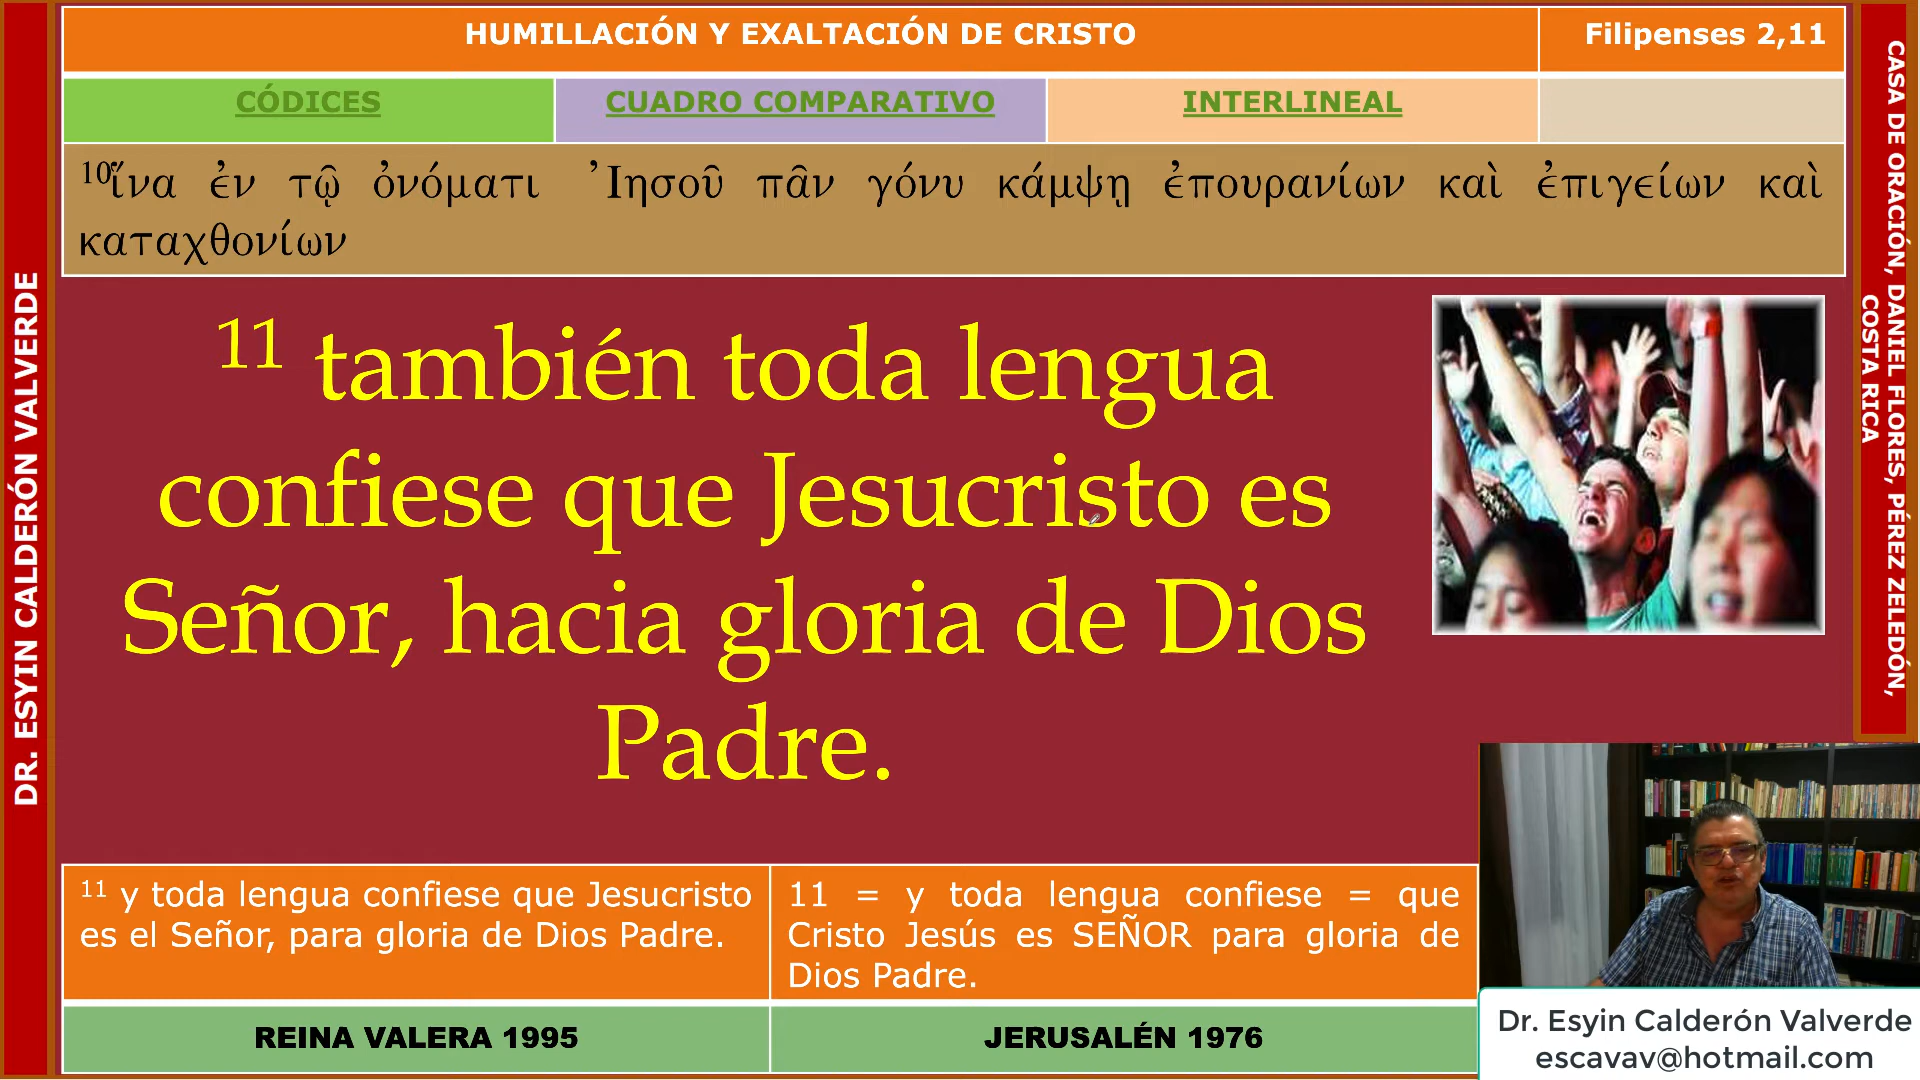 HUMILLACIÓN Y EXALTACIÓN DE CRISTO
Filipenses 2,11
CÓDICES
CUADRO COMPARATIVO
INTERLINEAL
¹⁰ἵνα ἐν τῷ ὀνόματι Ἰησοῦ πᾶν γόνυ κάμψῃ ἐπουρανίων καὶ ἐπιγείων καὶ
καταχθονίων
DR. ESYIN CALDERÓN VALVERDE
¹¹ también toda lengua
confiese que Jesucristo es
Señor, hacia gloria de Dios
Padre.
CASA DE ORACIÓN, DANIEL FLORES, PÉREZ ZELEDÓN,
COSTA RICA
¹¹ y toda lengua confiese que Jesucristo
es el Señor, para gloria de Dios Padre.
11 = y toda lengua confiese = que
Cristo Jesús es SEÑOR para gloria de
Dios Padre.
REINA VALERA 1995
JERUSALÉN 1976
Dr. Esyin Calderón Valverde
escavav@hotmail.com